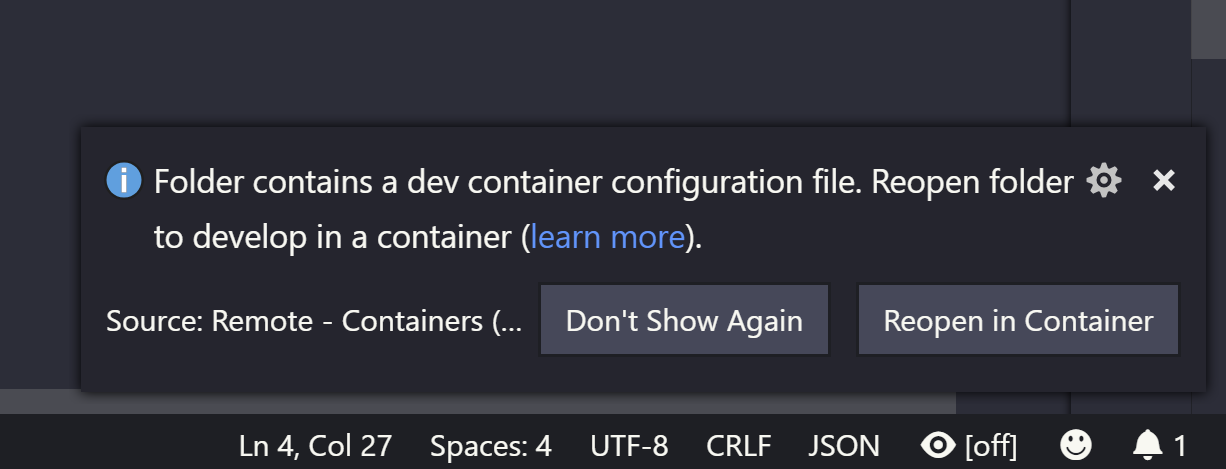 Folder contains a dev container configuration file. Reopen folder
to develop in a container (learn more).
Source: Remote - Containers (... Don't Show Again Reopen in Container
Ln 4, Col 27 Spaces: 4 UTF-8 CRLF JSON [off] 1